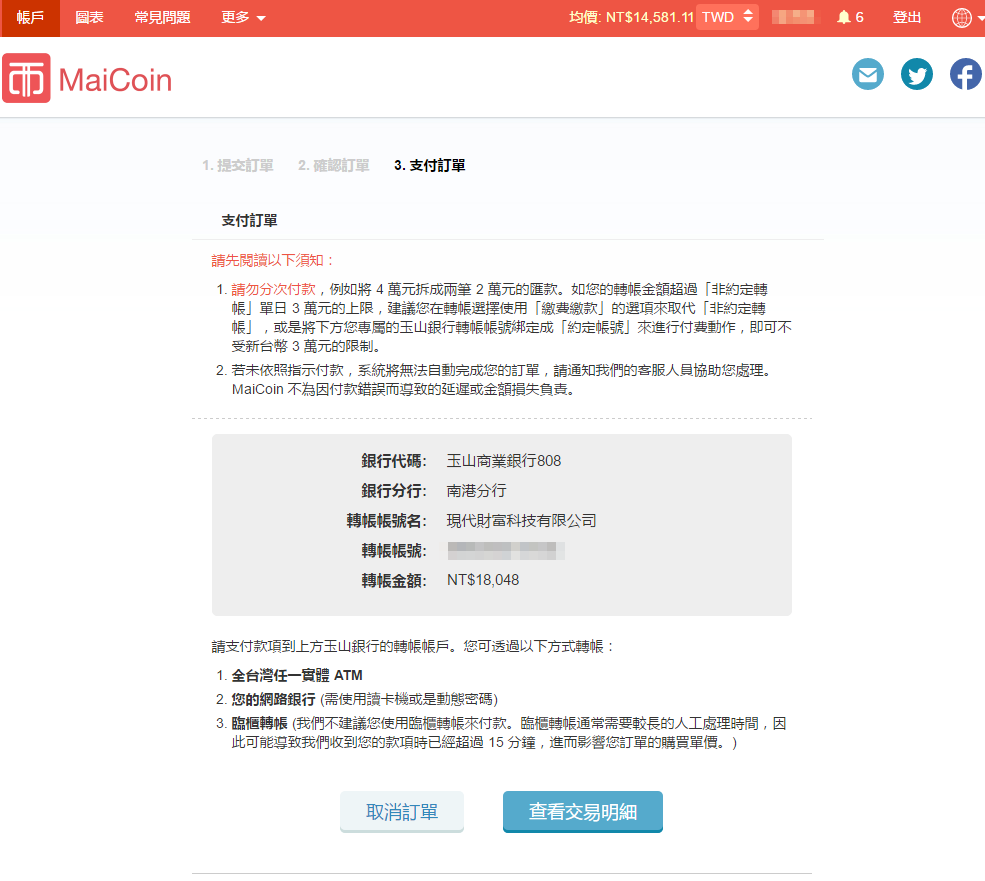 帳戶 圖表 常見問題 更多 均價: NT$14,581.11 TWD 6 登出
MaiCoin
1. 提交訂單 2. 確認訂單 3. 支付訂單
支付訂單
請先閱讀以下須知：
1. 請勿分次付款，例如將 4 萬元拆成兩筆 2 萬元的匯款。如您的轉帳金額超過「非約定轉
帳」單日 3 萬元的上限，建議您在轉帳選擇使用「繳費繳款」的選項來取代「非約定轉
帳」，或是將下方您專屬的玉山銀行轉帳帳號綁定成「約定帳號」來進行付費動作，即可不
受新台幣 3 萬元的限制。
2. 若未依照指示付款，系統將無法自動完成您的訂單，請通知我們的客服人員協助您處理。
MaiCoin 不為因付款錯誤而導致的延遲或金額損失負責。
銀行代碼: 玉山商業銀行808
銀行分行: 南港分行
轉帳帳號名: 現代財富科技有限公司
轉帳帳號:
轉帳金額: NT$18,048
請支付款項到上方玉山銀行的轉帳帳戶。您可透過以下方式轉帳：
1. 全台灣任一實體 ATM
2. 您的網路銀行 (需使用讀卡機或是動態密碼)
3. 臨櫃轉帳 (我們不建議您使用臨櫃轉帳來付款。臨櫃轉帳通常需要較長的人工處理時間，因
此可能導致我們收到您的款項時已經超過 15 分鐘，進而影響您訂單的購買單價。)
取消訂單 查看交易明細